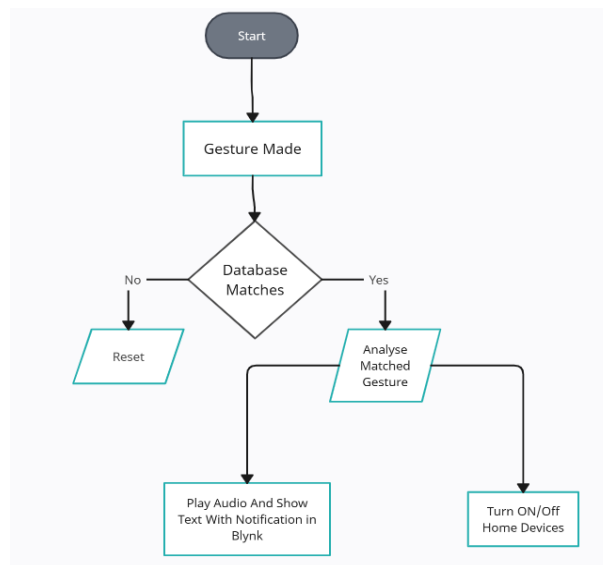 Start
Gesture Made
Database
Matches
No
Yes
Reset
Analyse
Matched
Gesture
Play Audio And Show
Text With Notification in
Blynk
Turn ON/Off
Home Devices